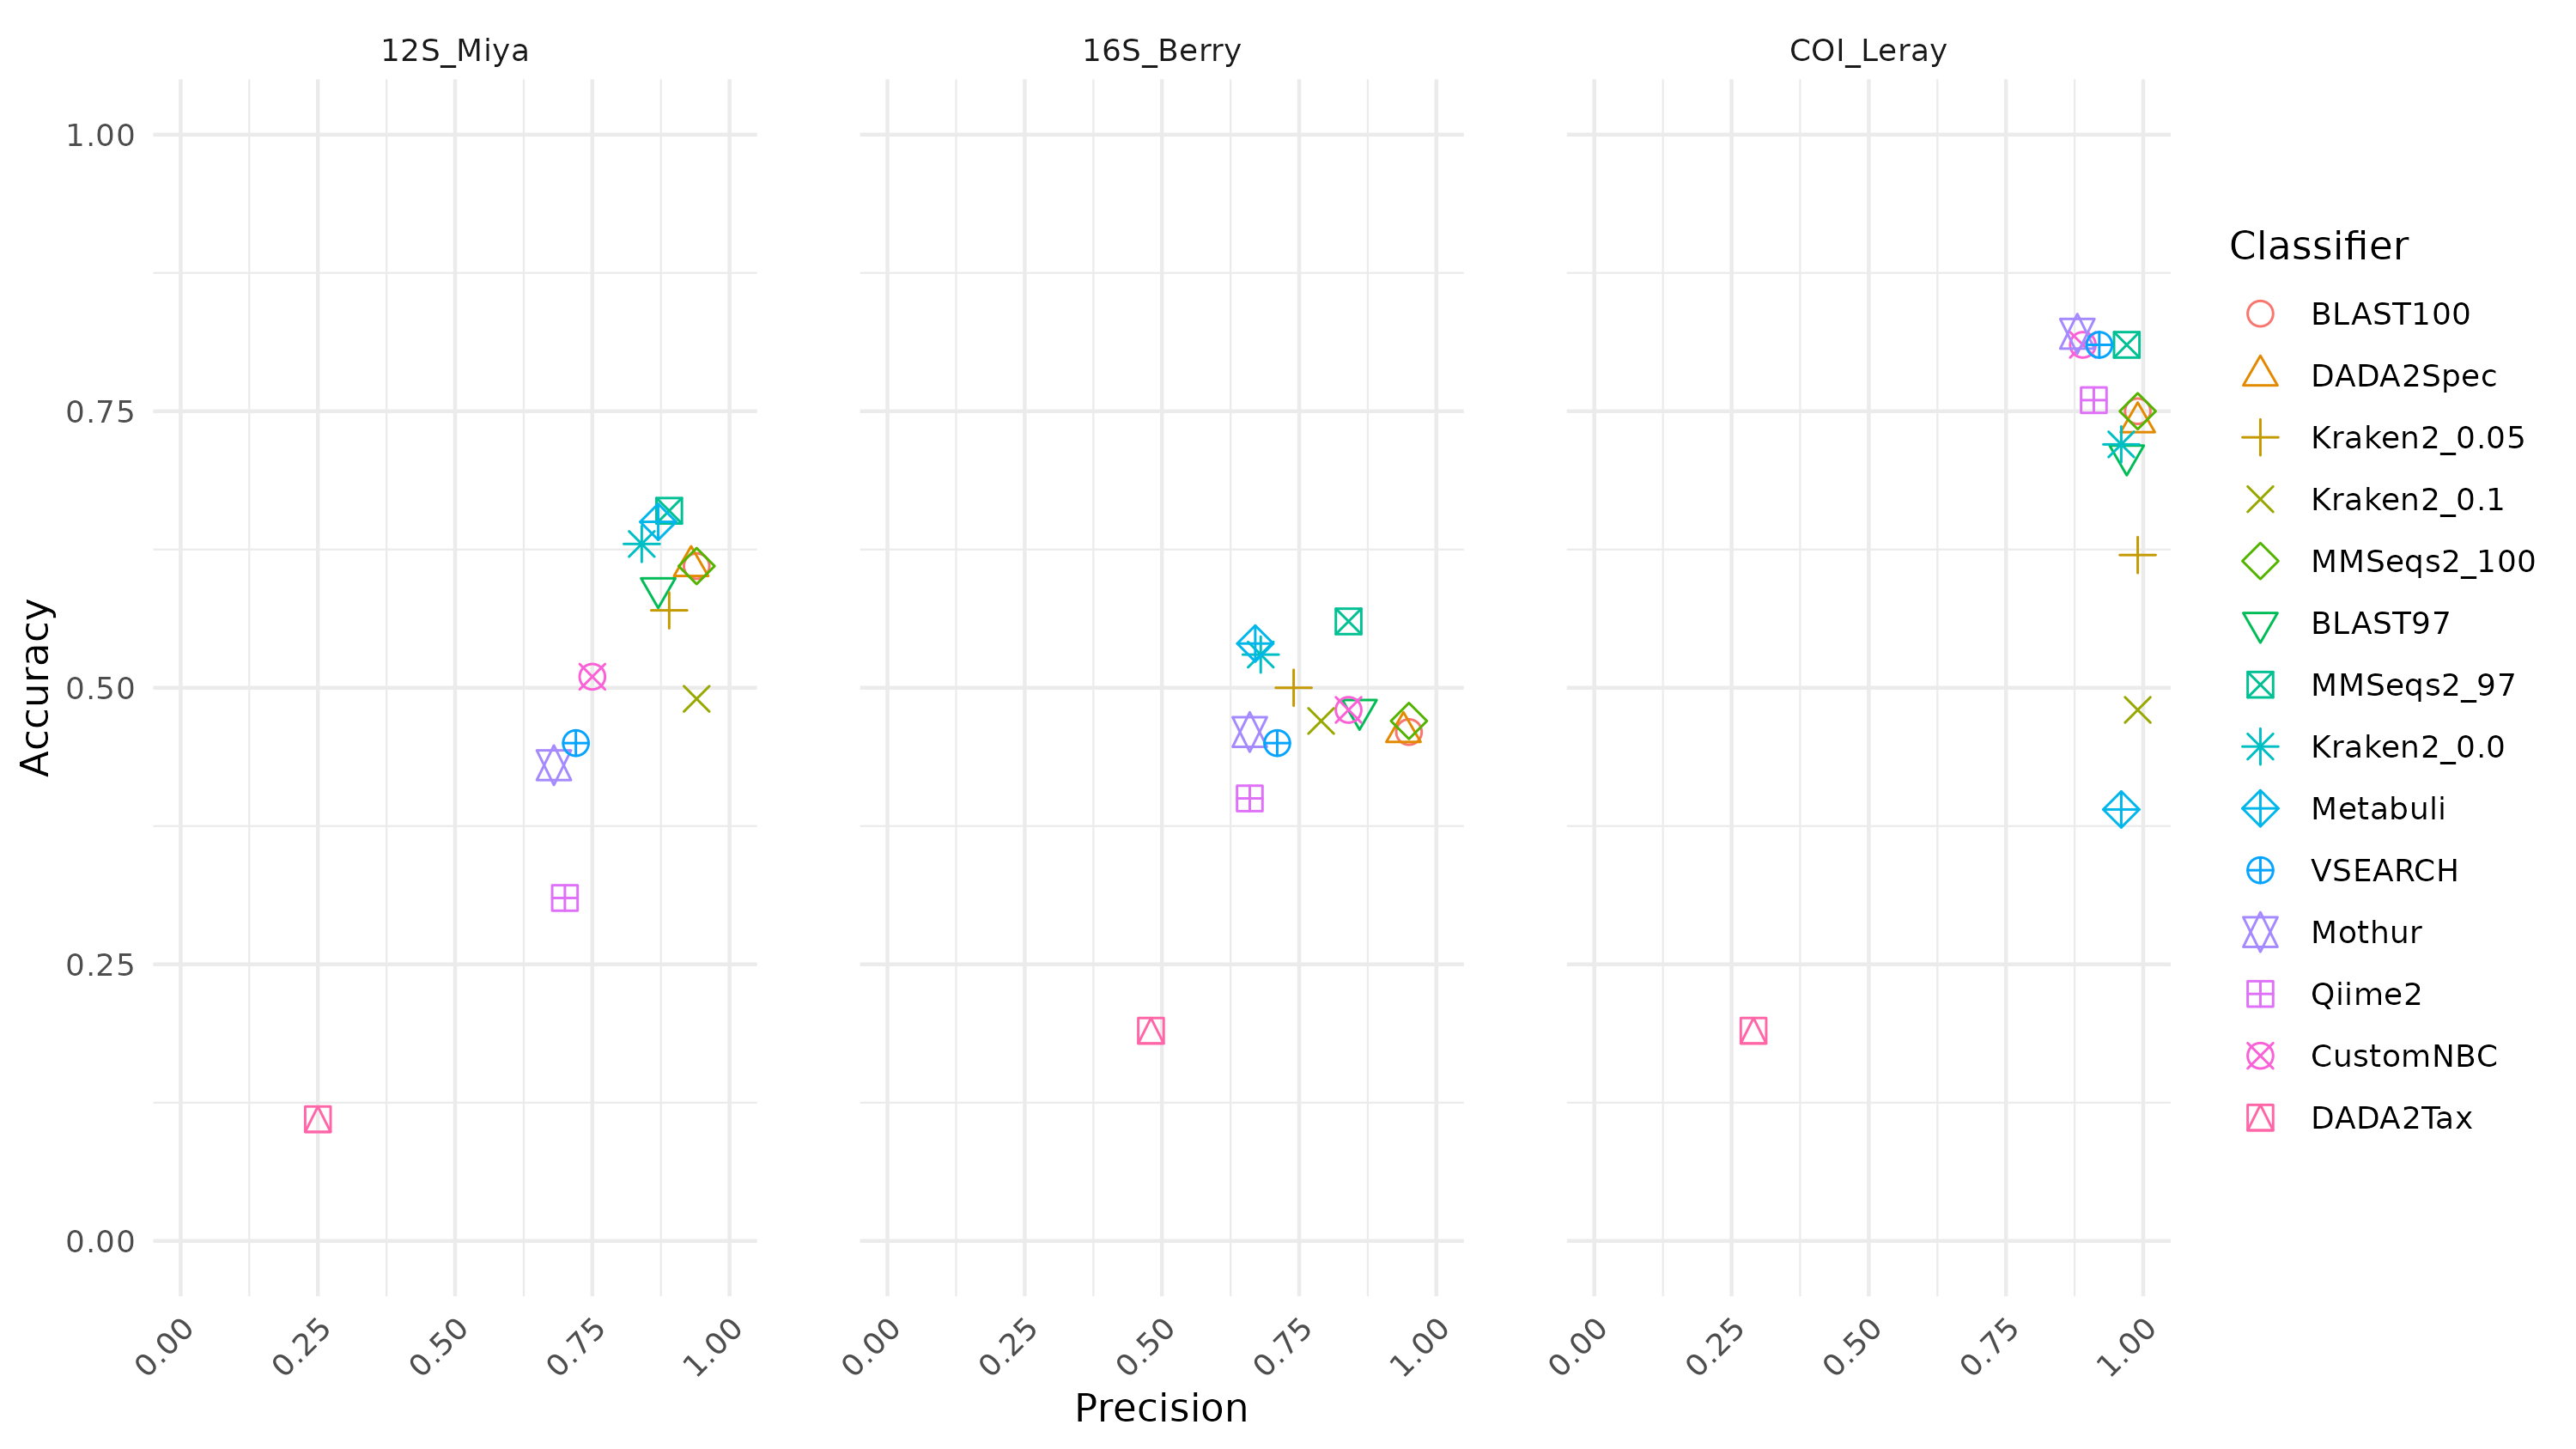 12S_Miya
16S_Berry
COI_Leray
1.00
0.75
0.50
0.25
0.00
Accuracy
0.00
0.25
0.50
0.75
1.00
0.00
0.25
0.50
0.75
1.00
0.00
0.25
0.50
0.75
1.00
Precision
Classifier
BLAST100
DADA2Spec
Kraken2_0.05
Kraken2_0.1
MMSeqs2_100
BLAST97
MMSeqs2_97
Kraken2_0.0
Metabuli
VSEARCH
Mothur
Qiime2
CustomNBC
DADA2Tax